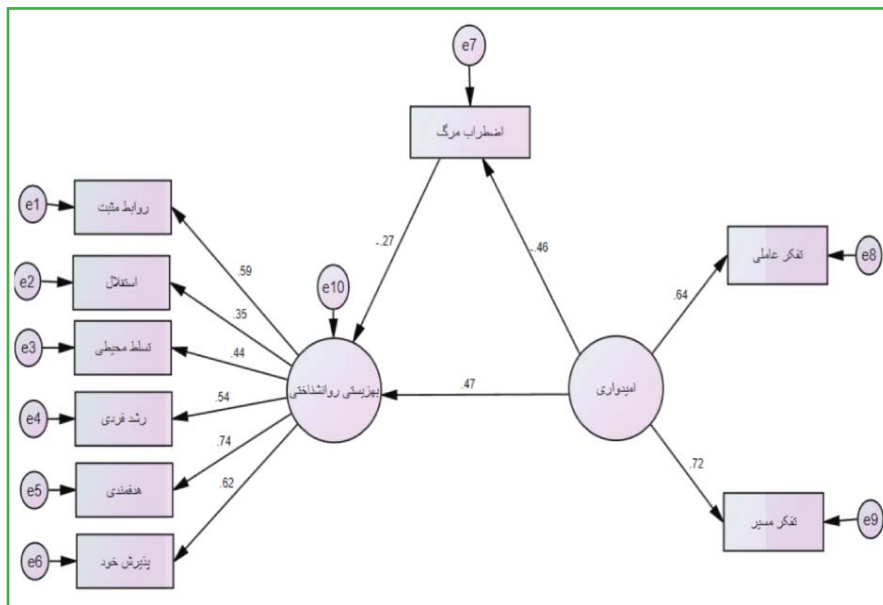 e7
اضطراب مرگ
e1
روابط مثبت
-.27
-.46
e2
استقلال
.59
e10
تفکر عاملی
e8
.64
e3
تسلط محیطی
.35
.44
بهزیستی روانشناختی
.47
امیدواری
e4
رشد فردی
.54
.74
.72
e5
هدفمندی
.62
تفکر مسیر
e9
e6
پذیرش خود